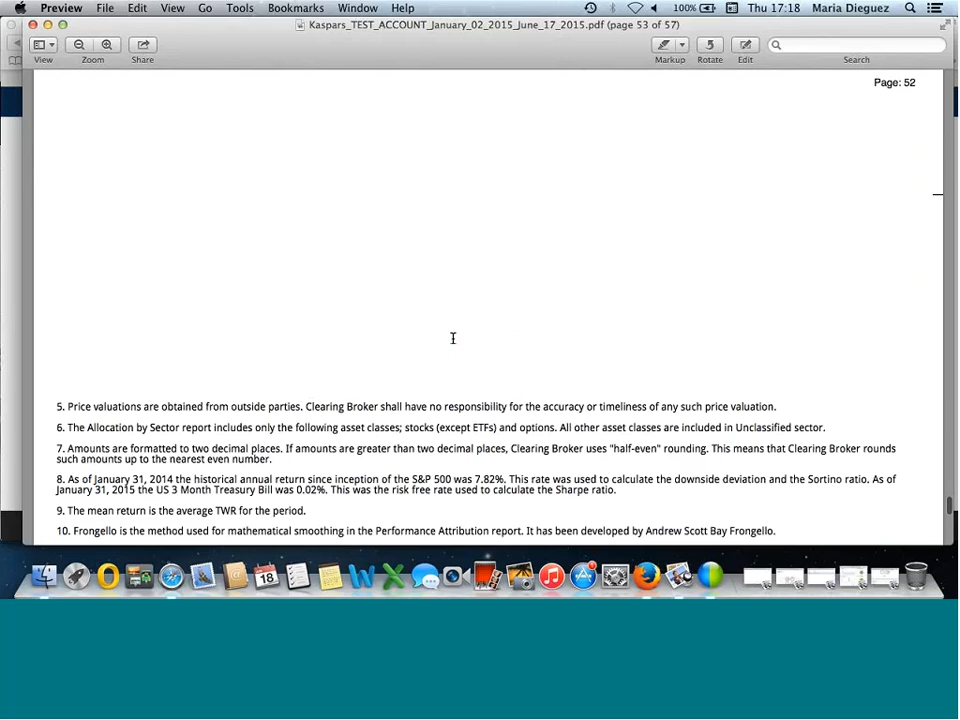 Preview File Edit View Go Tools Bookmarks Window Help 100% Thu 17:18 Maria Dieguez
Kaspars_TEST_ACCOUNT_January_02_2015_June_17_2015.pdf (page 53 of 57)
View Zoom Share Markup Rotate Edit Search
Page: 52
5. Price valuations are obtained from outside parties. Clearing Broker shall have no responsibility for the accuracy or timeliness of any such price valuation.
6. The Allocation by Sector report includes only the following asset classes; stocks (except ETFs) and options. All other asset classes are included in Unclassified sector.
7. Amounts are formatted to two decimal places. If amounts are greater than two decimal places, Clearing Broker uses "half-even" rounding. This means that Clearing Broker rounds
such amounts up to the nearest even number.
8. As of January 31, 2014 the historical annual return since inception of the S&P 500 was 7.82%. This rate was used to calculate the downside deviation and the Sortino ratio. As of
January 31, 2015 the US 3 Month Treasury Bill was 0.02%. This was the risk free rate used to calculate the Sharpe ratio.
9. The mean return is the average TWR for the period.
10. Frongello is the method used for mathematical smoothing in the Performance Attribution report. It has been developed by Andrew Scott Bay Frongello.
18